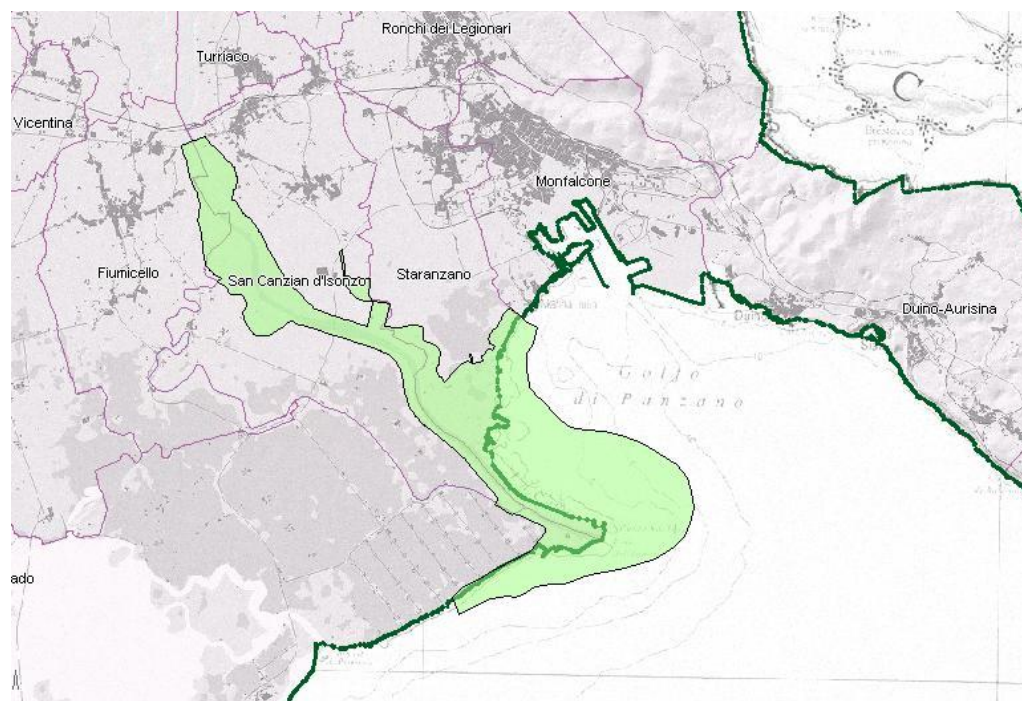 Ronchi dei Legionari
Turriaco
Vicentina
Monfalcone
Fiumicello
San Canzian d'Isonzo
Staranzano
Duino-Aurisina
Golfo
di Panzano
ado